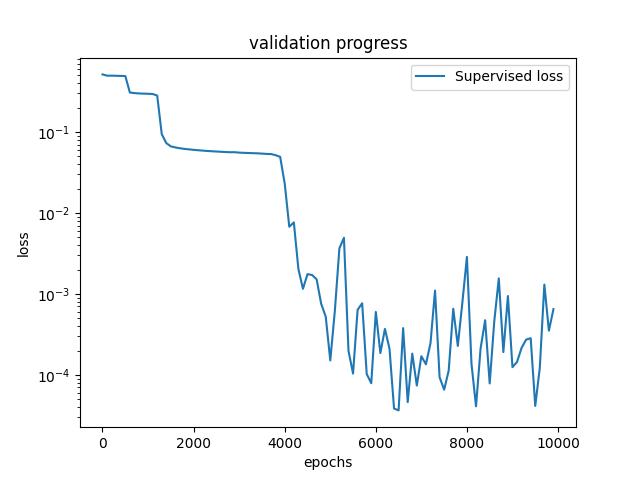 validation progress
Supervised loss
loss
10⁻¹
10⁻²
10⁻³
10⁻⁴
0 2000 4000 6000 8000 10000
epochs